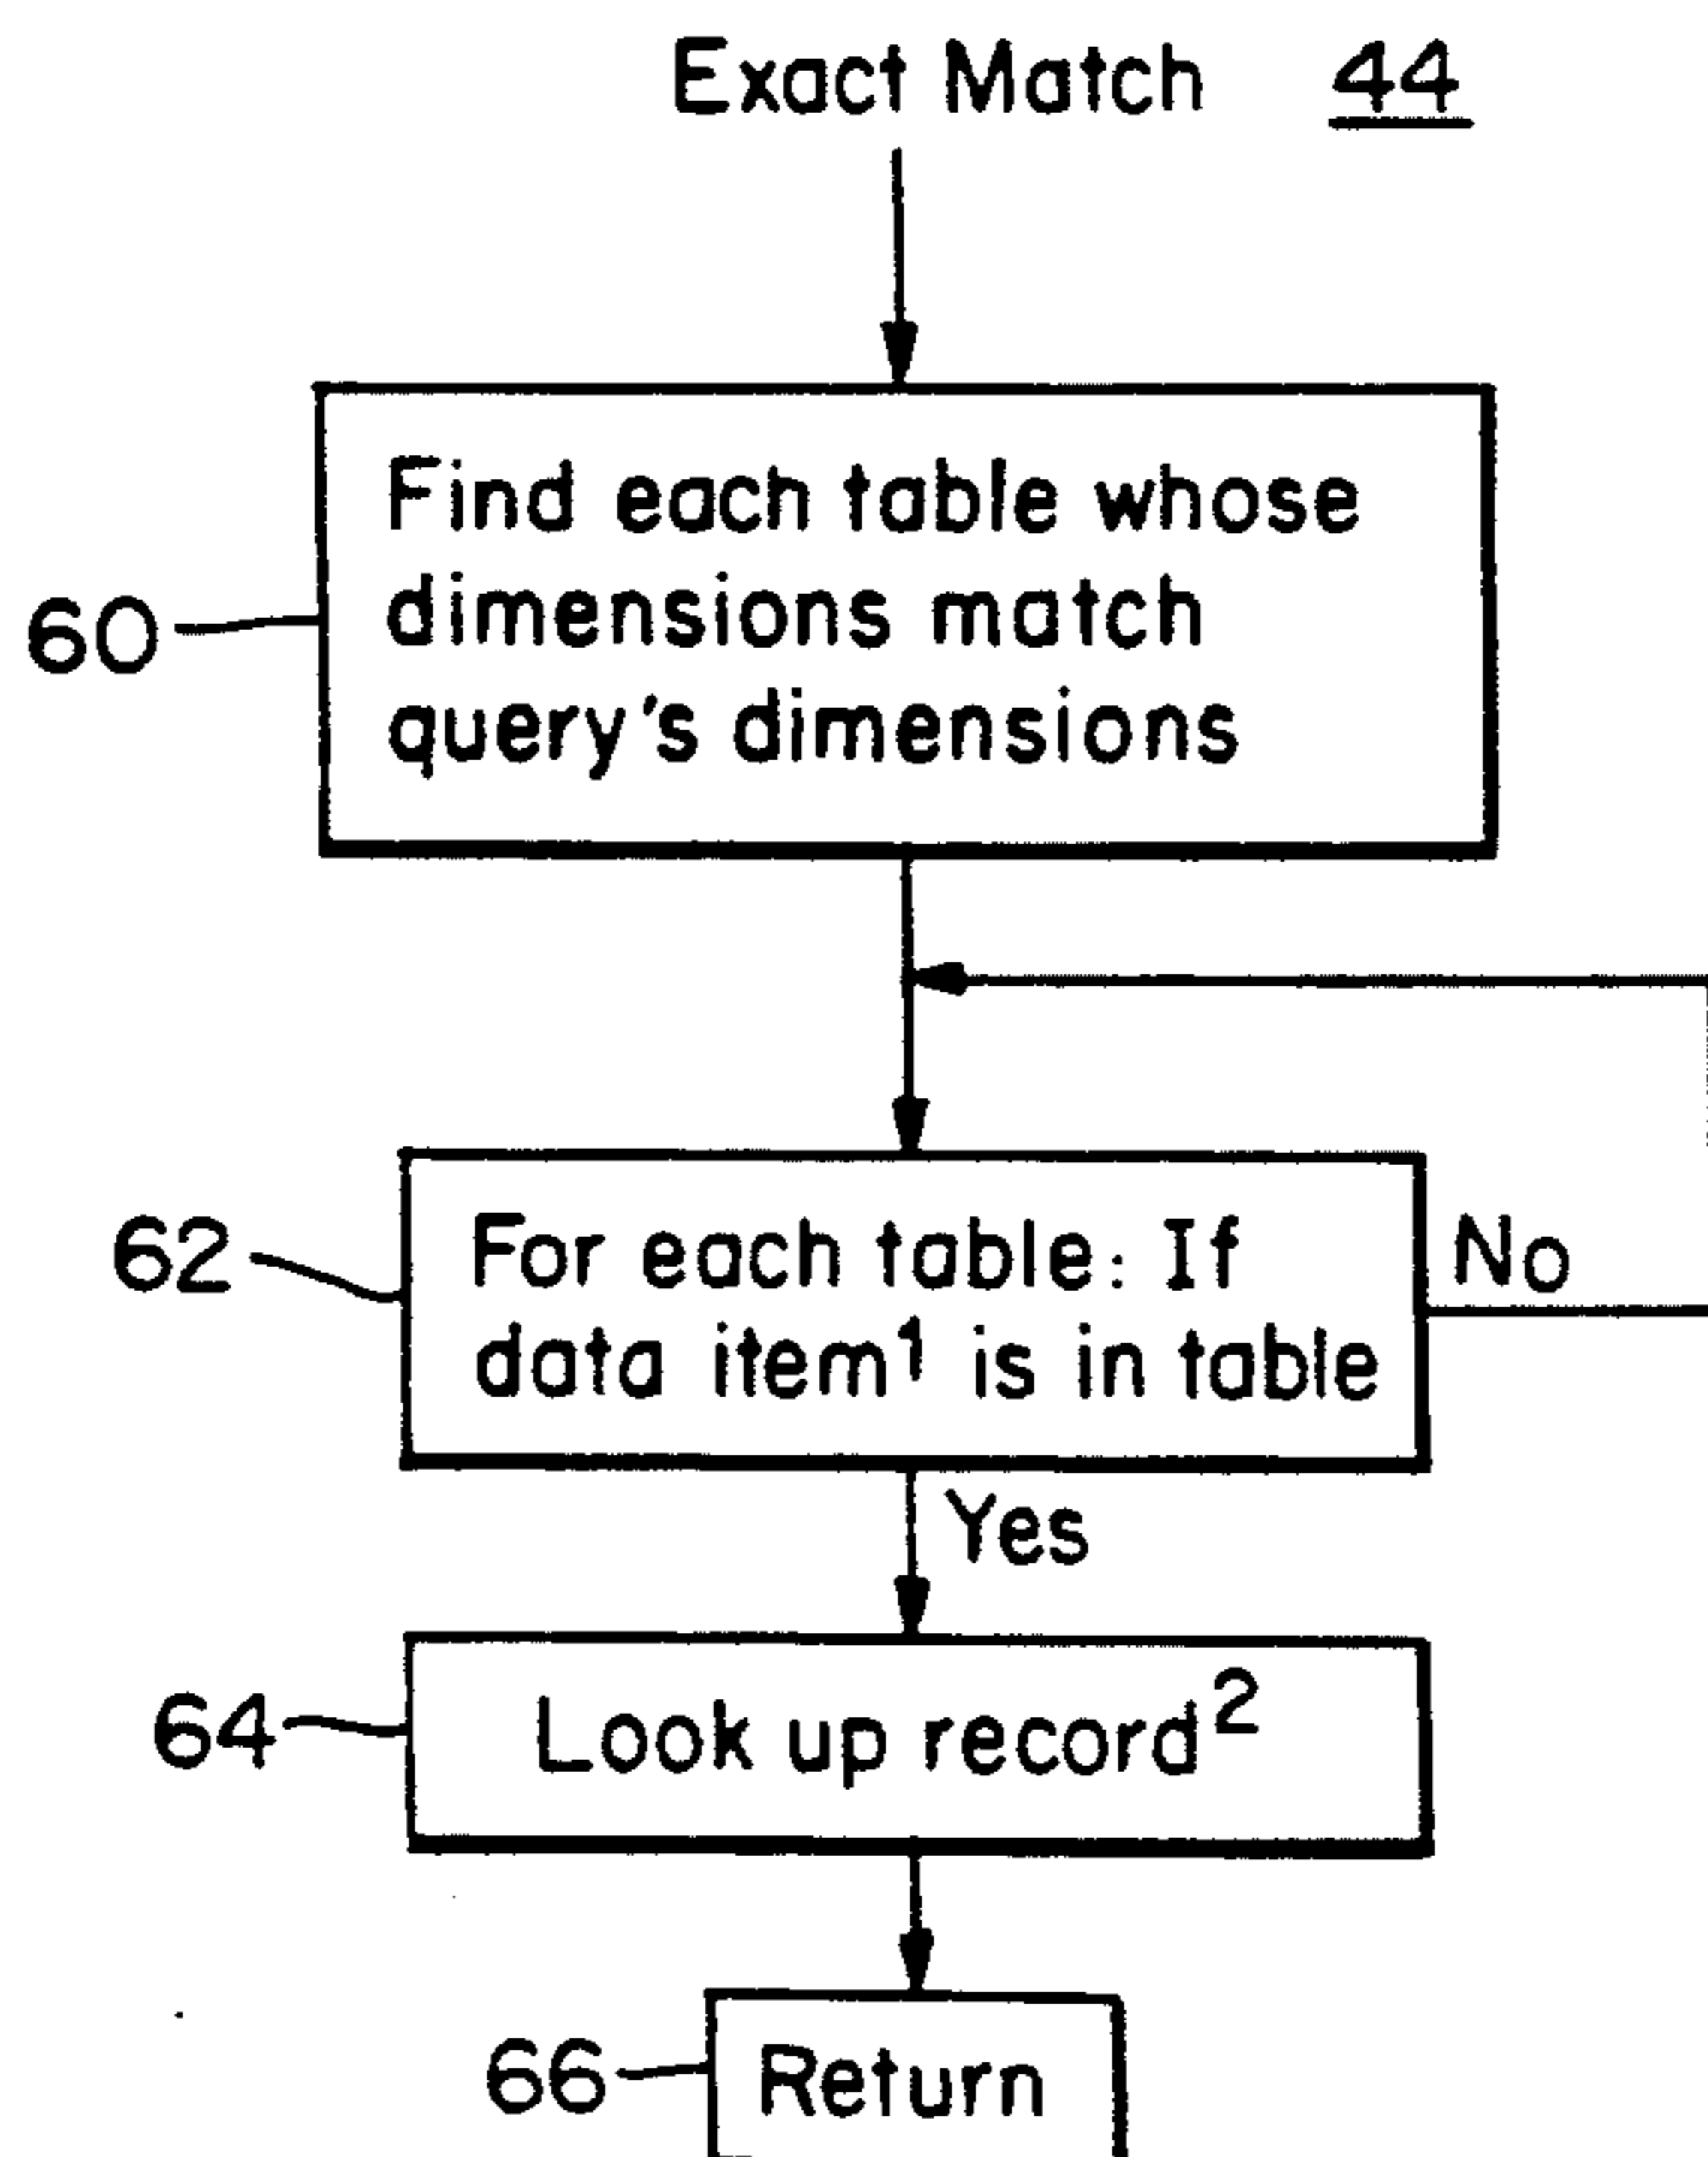 Exact Match 44
Find each table whose
dimensions match
query's dimensions
60
For each table: If
data item¹ is in table
62
No
Yes
Look up record²
64
Return
66